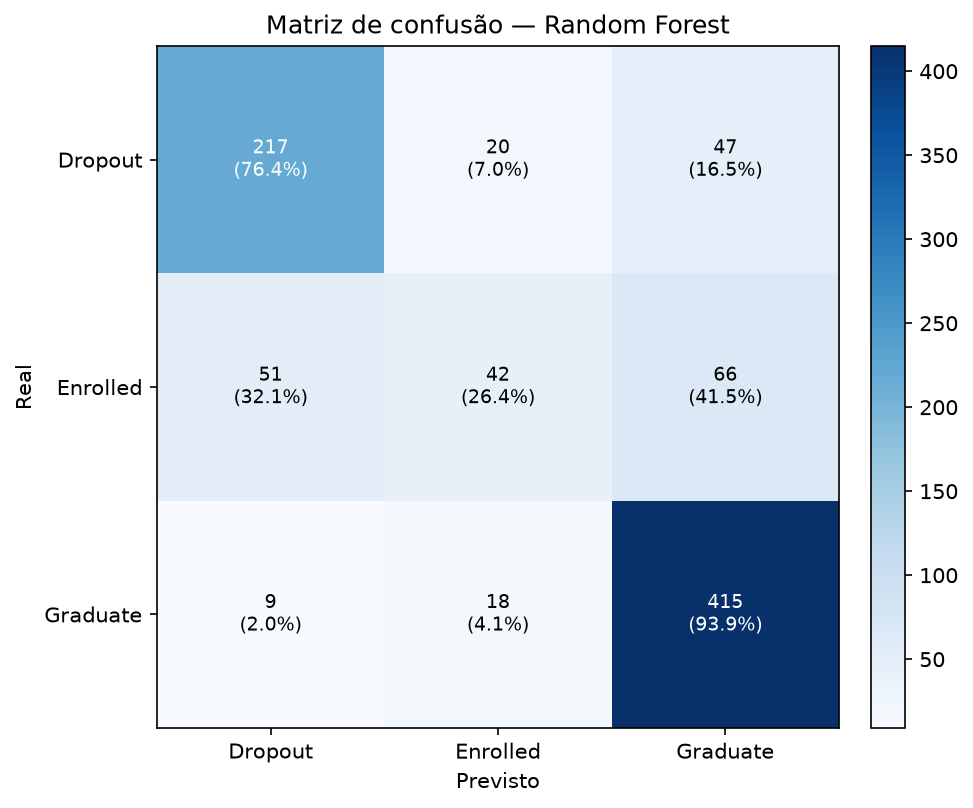 Matriz de confusão — Random Forest
Real
Dropout
217
(76.4%)
20
(7.0%)
47
(16.5%)
Enrolled
51
(32.1%)
42
(26.4%)
66
(41.5%)
Graduate
9
(2.0%)
18
(4.1%)
415
(93.9%)
Dropout
Enrolled
Graduate
Previsto
400
350
300
250
200
150
100
50